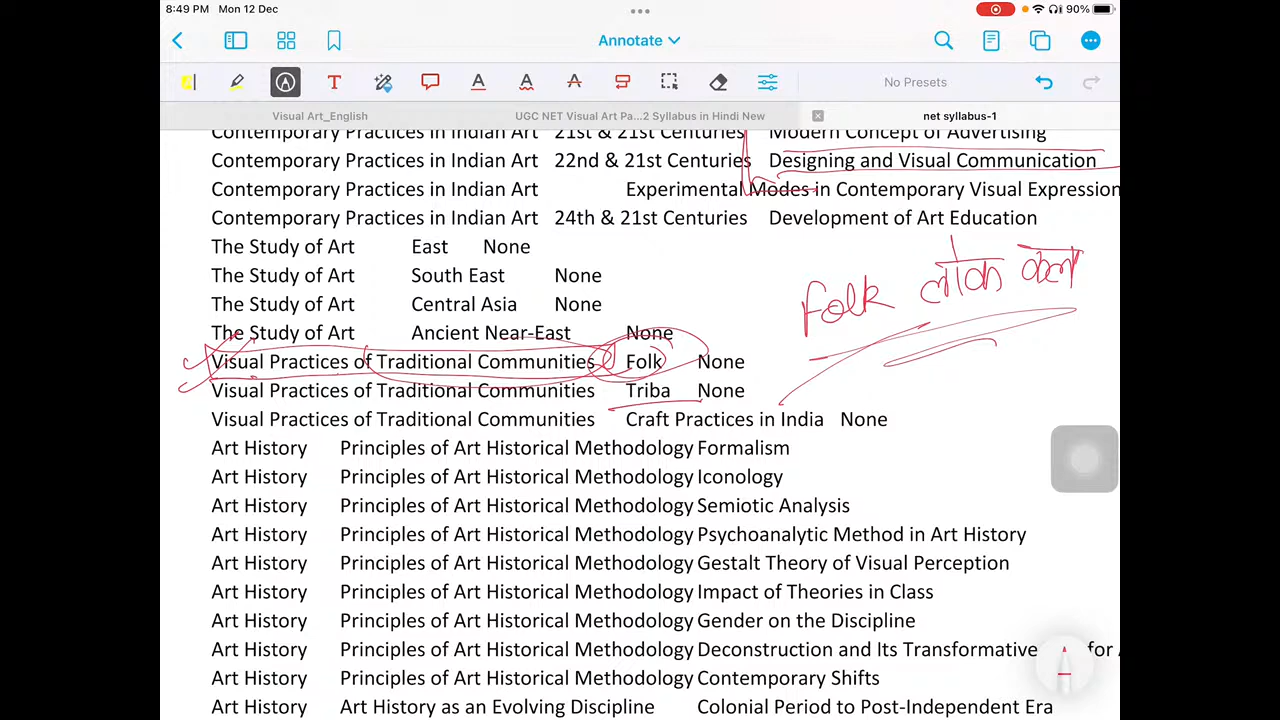 8:49 PM Mon 12 Dec 90%
Annotate
T A A A No Presets
Visual Art_English UGC NET Visual Art Pa...2 Syllabus in Hindi New net syllabus-1
Contemporary Practices in Indian Art 21st & 21st Centuries Modern Concept of Advertising
Contemporary Practices in Indian Art 22nd & 21st Centuries Designing and Visual Communication
Contemporary Practices in Indian Art Experimental Modes in Contemporary Visual Expression
Contemporary Practices in Indian Art 24th & 21st Centuries Development of Art Education
The Study of Art East None
The Study of Art South East None
Folk लोक कला
The Study of Art Central Asia None
The Study of Art Ancient Near-East None
Visual Practices of Traditional Communities Folk None
Visual Practices of Traditional Communities Triba None
Visual Practices of Traditional Communities Craft Practices in India None
Art History Principles of Art Historical Methodology Formalism
Art History Principles of Art Historical Methodology Iconology
Art History Principles of Art Historical Methodology Semiotic Analysis
Art History Principles of Art Historical Methodology Psychoanalytic Method in Art History
Art History Principles of Art Historical Methodology Gestalt Theory of Visual Perception
Art History Principles of Art Historical Methodology Impact of Theories in Class
Art History Principles of Art Historical Methodology Gender on the Discipline
Art History Principles of Art Historical Methodology Deconstruction and Its Transformative for
Art History Principles of Art Historical Methodology Contemporary Shifts
Art History Art History as an Evolving Discipline Colonial Period to Post-Independent Era